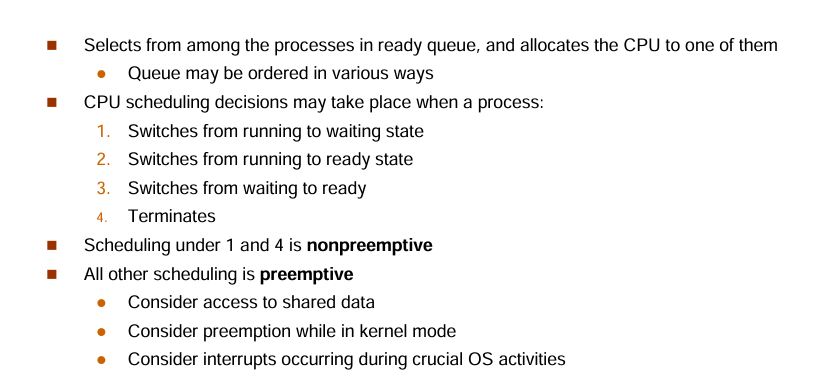 ■ Selects from among the processes in ready queue, and allocates the CPU to one of them
● Queue may be ordered in various ways
■ CPU scheduling decisions may take place when a process:
1. Switches from running to waiting state
2. Switches from running to ready state
3. Switches from waiting to ready
4. Terminates
■ Scheduling under 1 and 4 is nonpreemptive
■ All other scheduling is preemptive
● Consider access to shared data
● Consider preemption while in kernel mode
● Consider interrupts occurring during crucial OS activities